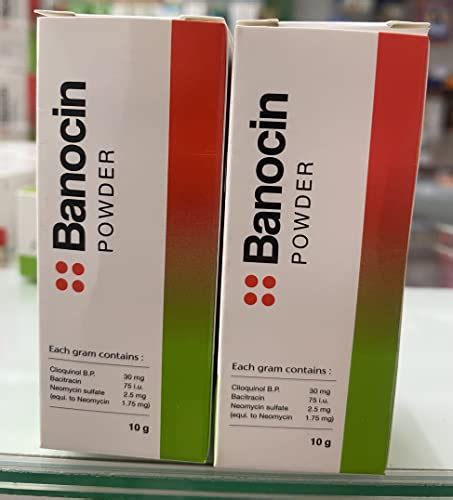 Banocin
POWDER
Each gram contains :
Clioquinol B.P. 30 mg
Bacitracin 75 i.u.
Neomycin sulfate 2.5 mg
(equi. to Neomycin 1.75 mg)
10 g
Banocin
POWDER
Each gram contains :
Clioquinol B.P. 30 mg
Bacitracin 75 i.u.
Neomycin sulfate 2.5 mg
(equi. to Neomycin 1.75 mg)
10 g